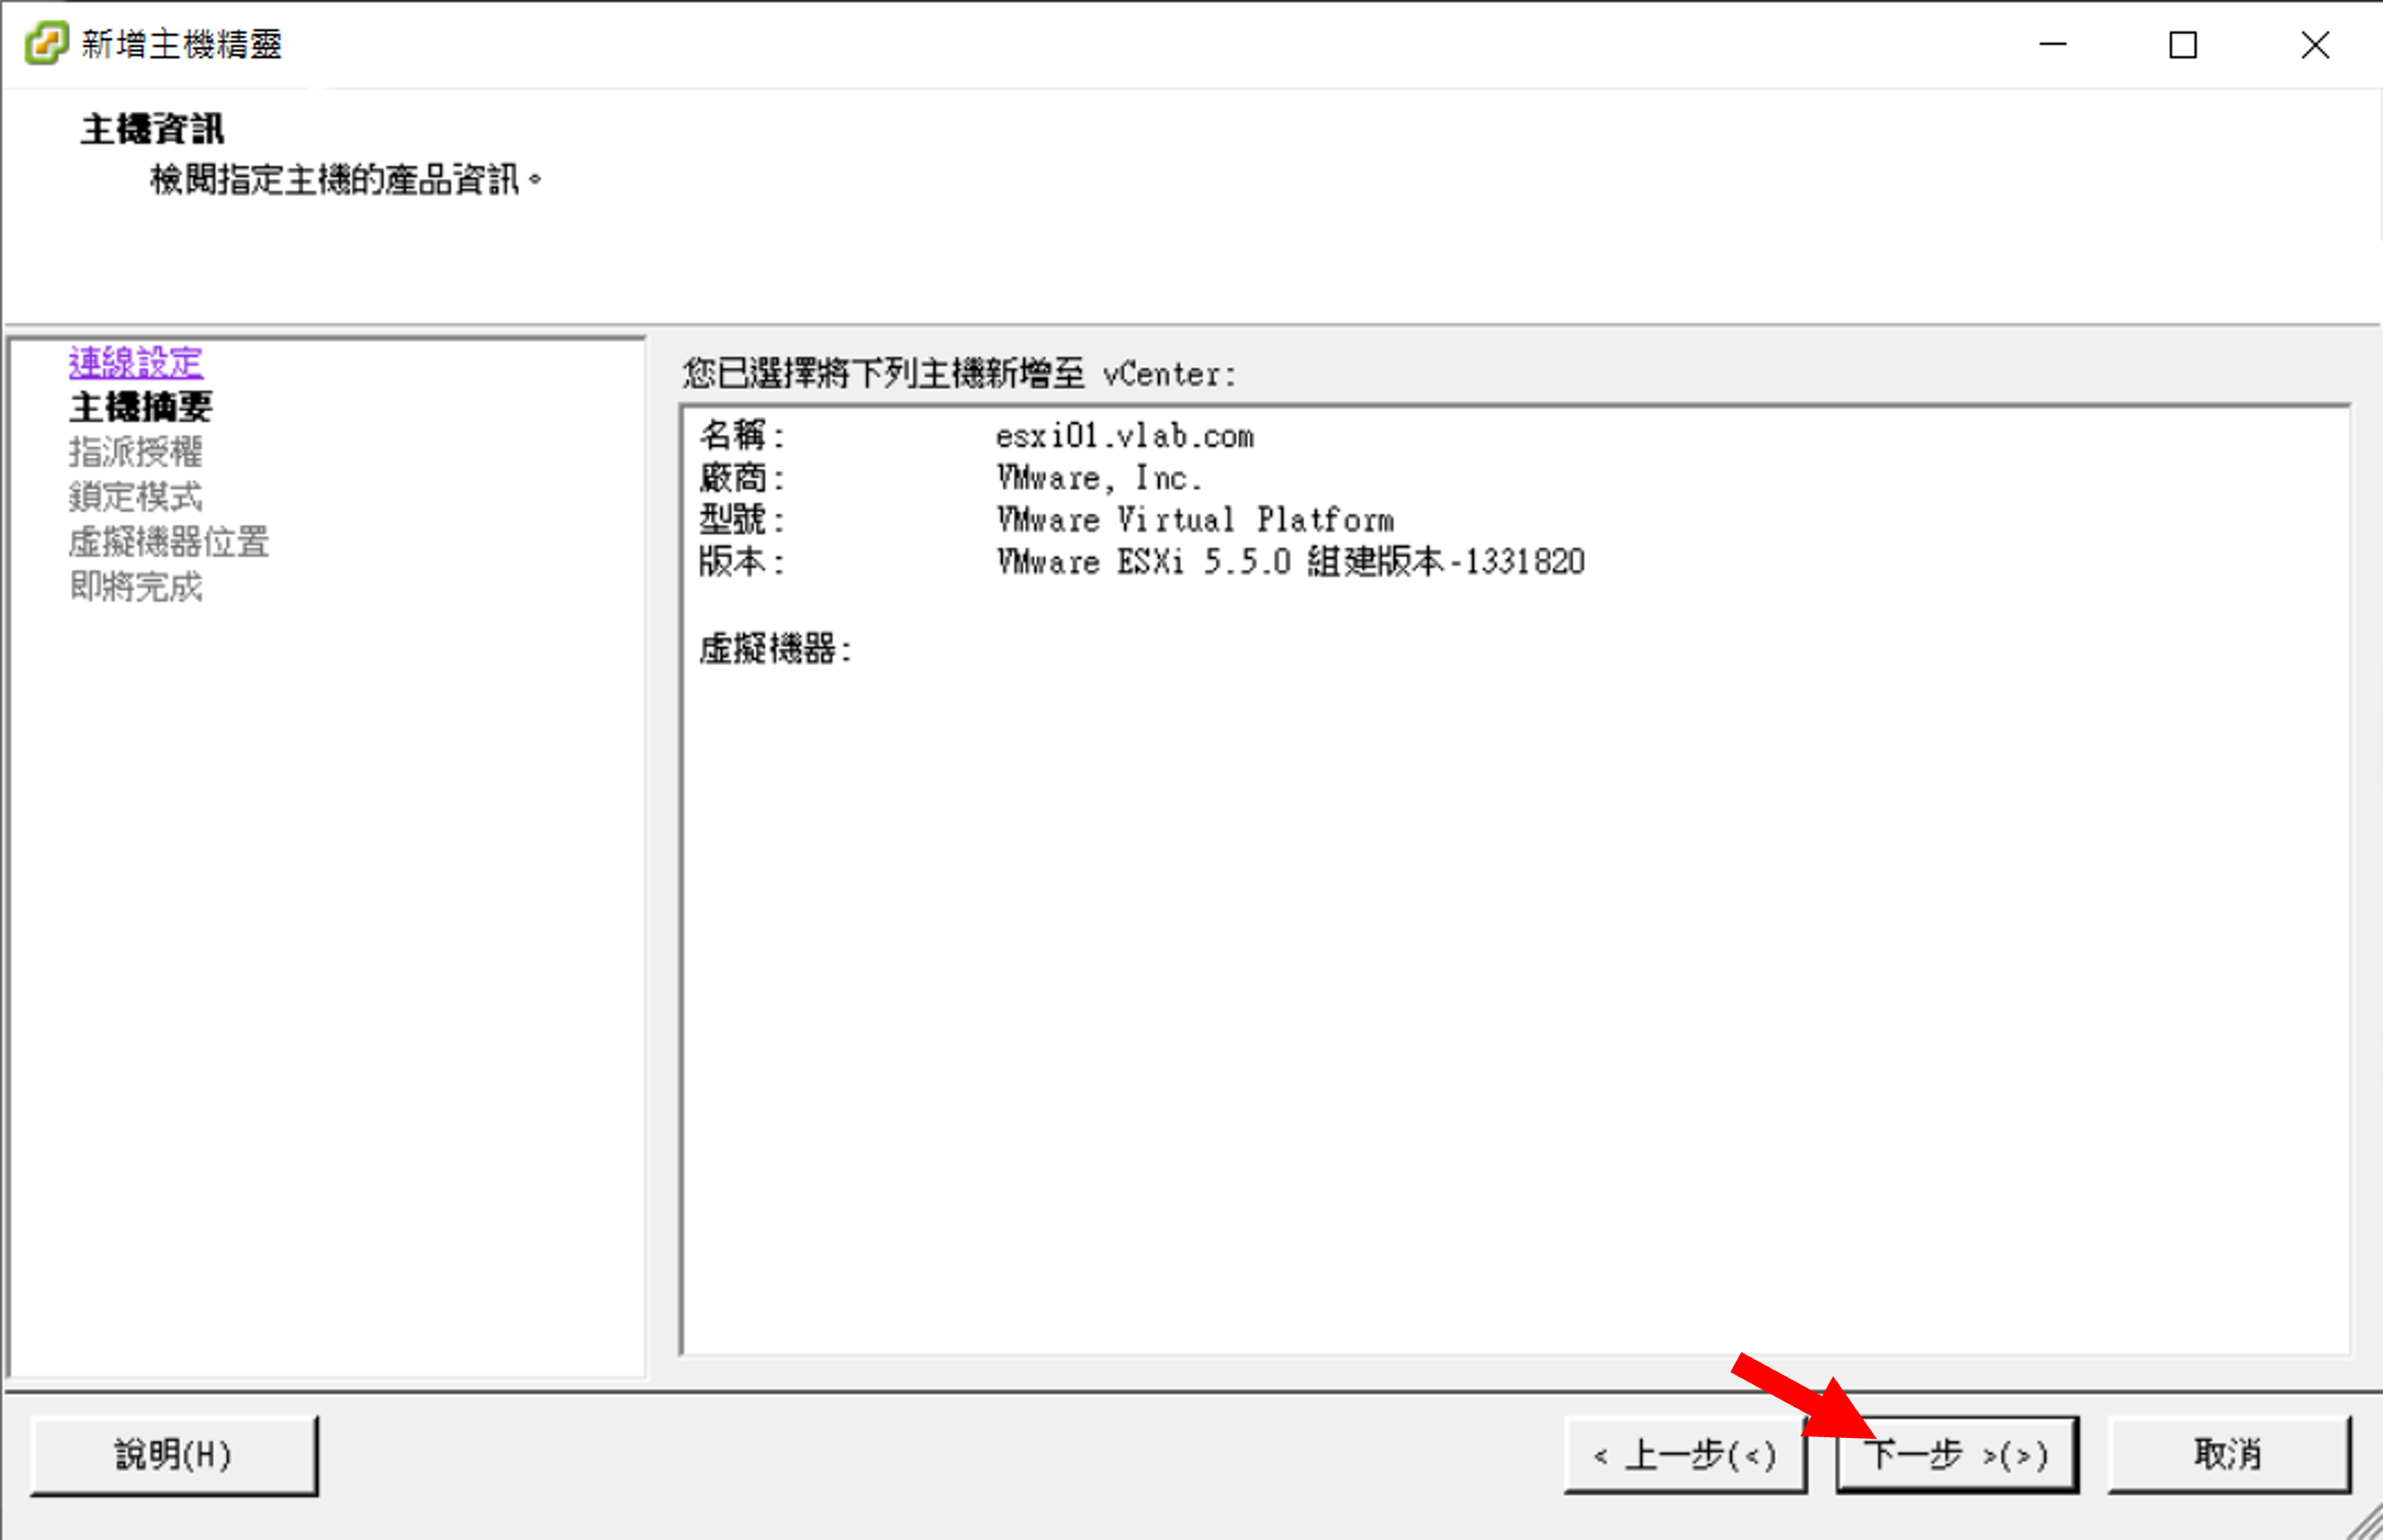 新增主機精靈
主機資訊
檢閱指定主機的產品資訊。
連線設定
主機摘要
指派授權
鎖定模式
虛擬機器位置
即將完成
您已選擇將下列主機新增至 vCenter:
名稱: esxi01.vlab.com
廠商: VMware, Inc.
型號: VMware Virtual Platform
版本: VMware ESXi 5.5.0 組建版本-1331820
虛擬機器:
說明(H)
< 上一步(<)
下一步 >(>)
取消